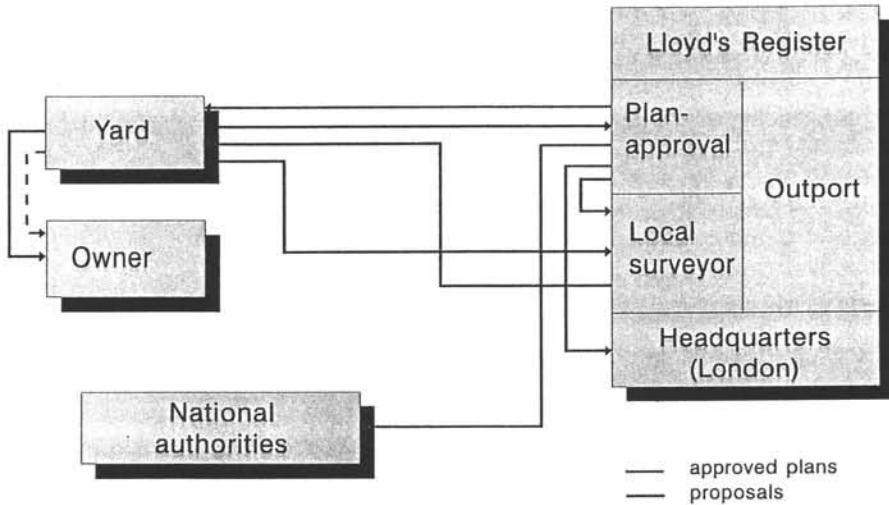 Lloyd's Register
Yard
Plan-
approval
Outport
Owner
Local
surveyor
Headquarters
(London)
National
authorities
approved plans
proposals